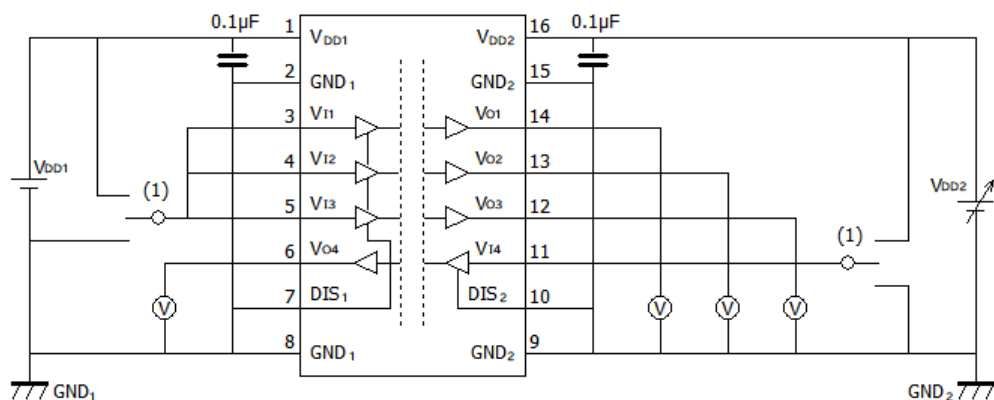 0.1μF 1 16 0.1μF
VDD1 VDD2
2 15
GND1 GND2
3 14
VI1 VO1
4 13
VI2 VO2
VDD1 VDD2
(1) 5 12
VI3 VO3
6 11 (1)
VO4 VI4
V 7 DIS1 DIS2 10 V V V
8 9
GND1 GND2
GND1 GND2